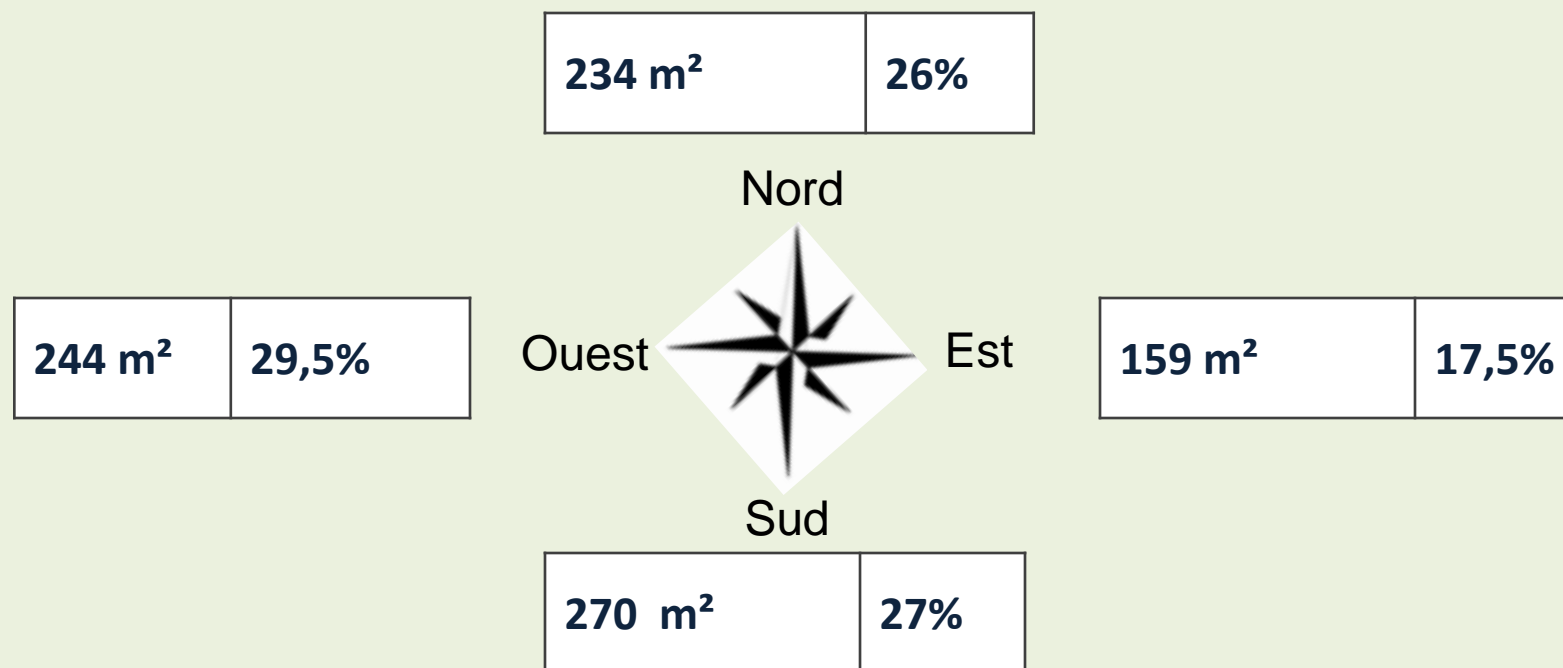 234 m² 26%
Nord
244 m² 29,5% Ouest Est 159 m² 17,5%
Sud
270 m² 27%